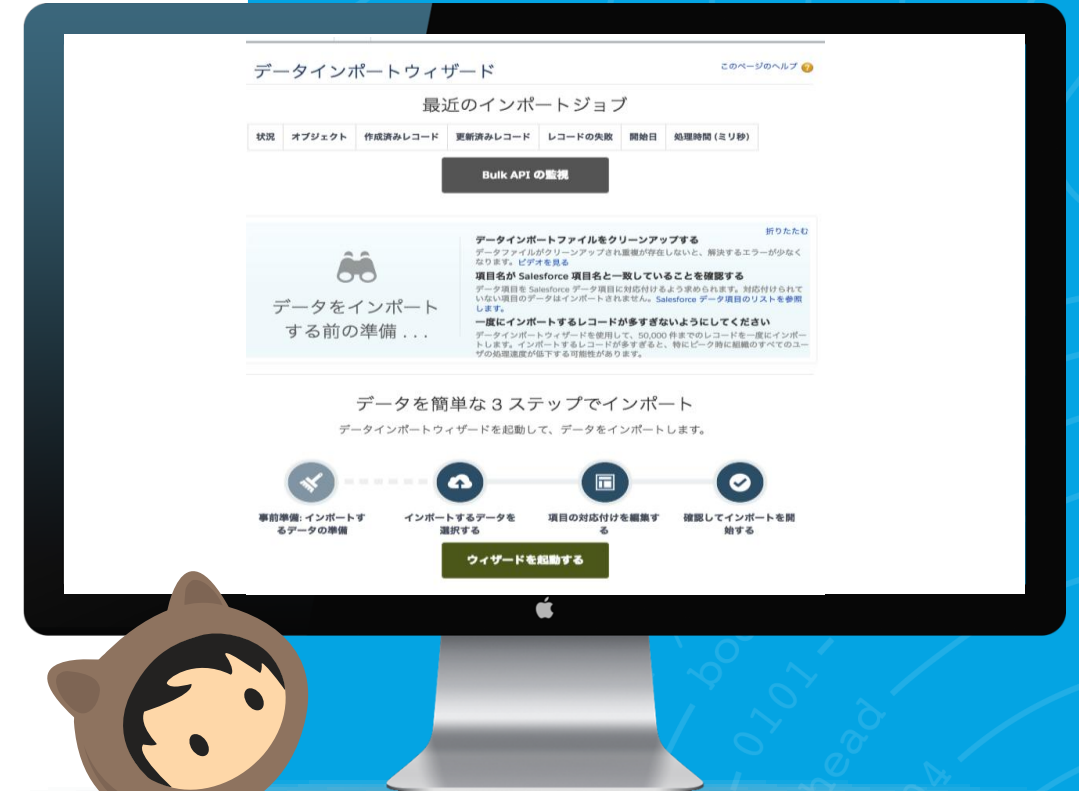 データインポートウィザード
このページのヘルプ
最近のインポートジョブ
状況 オブジェクト 作成済みレコード 更新済みレコード レコードの失敗 開始日 処理時間 (ミリ秒)
Bulk API の監視
折りたたむ
データをインポート
する前の準備 . . .
データインポートファイルをクリーンアップする
データファイルがクリーンアップされ重複が存在しないと、解決するエラーが少なく
なります。ビデオを見る
項目名が Salesforce 項目名と一致していることを確認する
データ項目を Salesforce データ項目に対応付けるよう求められます。対応付けられて
いない項目のデータはインポートされません。Salesforce データ項目のリストを参照
します。
一度にインポートするレコードが多すぎないようにしてください
データインポートウィザードを使用して、50,000 件までのレコードを一度にインポー
トします。インポートするレコードが多すぎると、特にピーク時に組織のすべてのユー
ザの処理速度が低下する可能性があります。
データを簡単な 3 ステップでインポート
データインポートウィザードを起動して、データをインポートします。
事前準備: インポートす
るデータの準備
インポートするデータを
選択する
項目の対応付けを編集す
る
確認してインポートを開
始する
ウィザードを起動する
0101